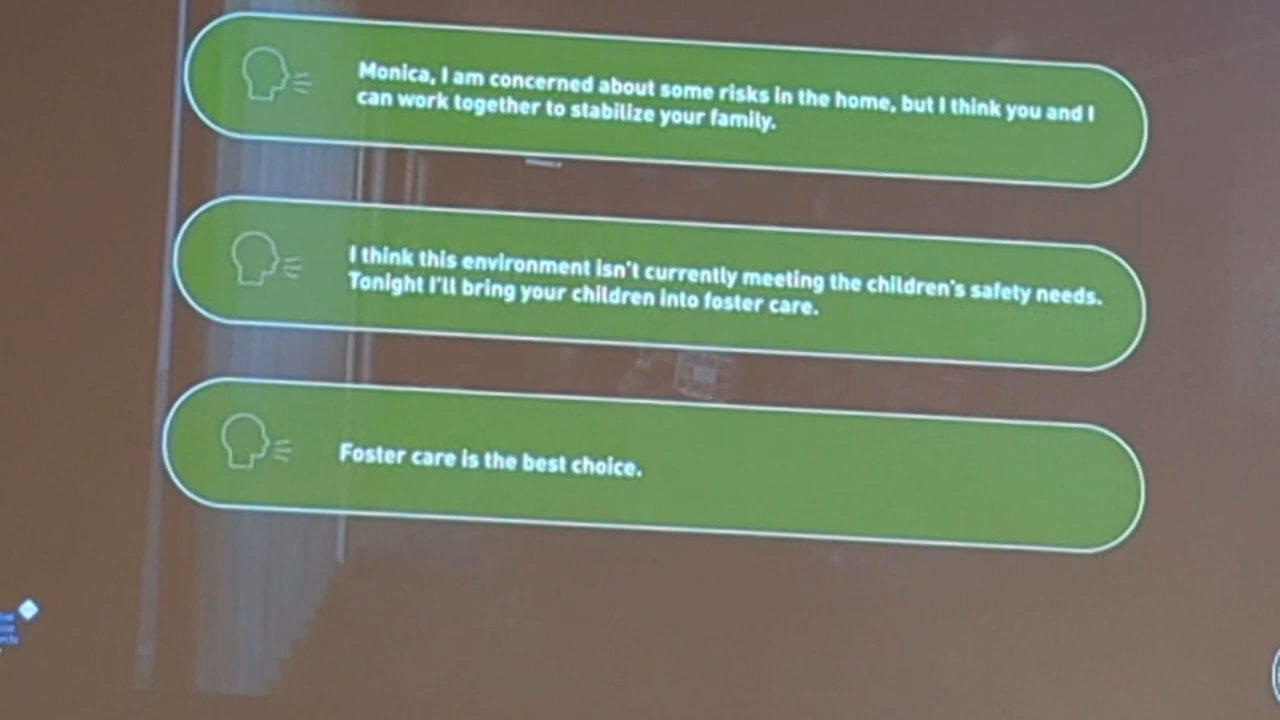 Monica, I am concerned about some risks in the home, but I think you and I
can work together to stabilize your family.
I think this environment isn't currently meeting the children's safety needs.
Tonight I'll bring your children into foster care.
Foster care is the best choice.